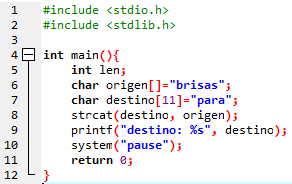 1 #include <stdio.h>
2 #include <stdlib.h>
3
4 int main(){
5 int len;
6 char origen[]="brisas";
7 char destino[11]="para";
8 strcat(destino, origen);
9 printf("destino: %s", destino);
10 system("pause");
11 return 0;
12 }